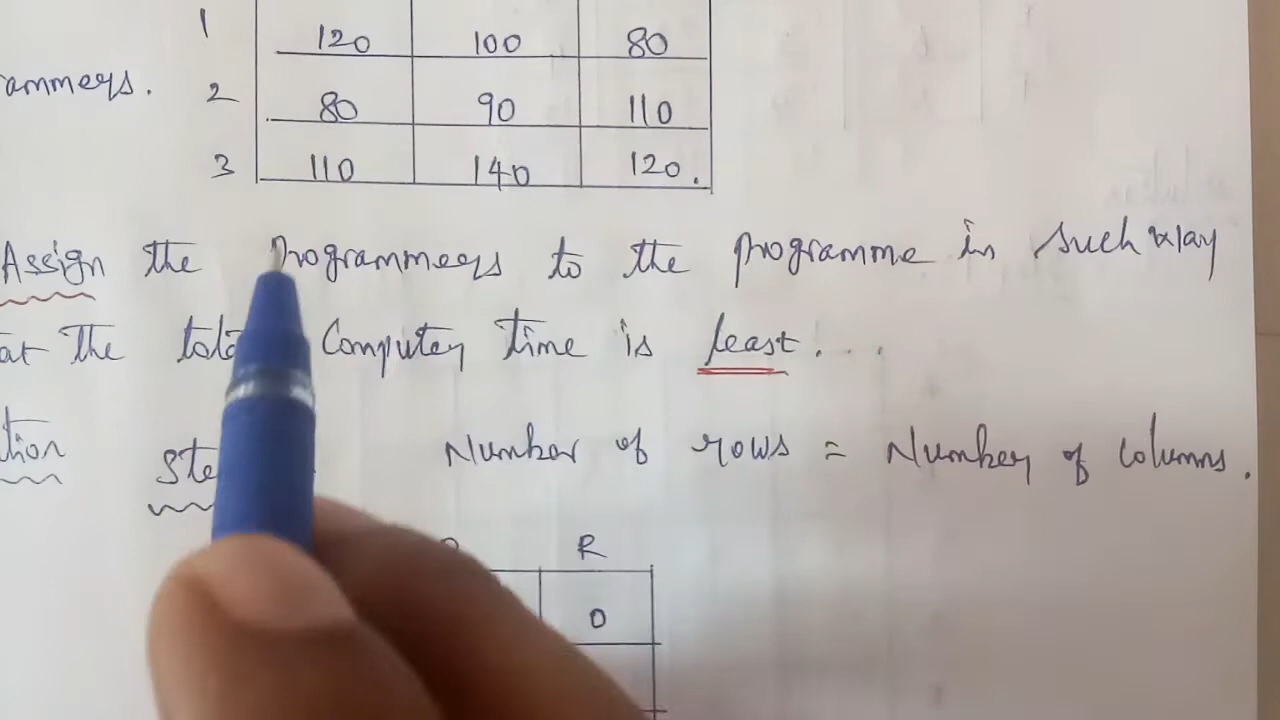 1 120 100 80
ammers. 2 80 90 110
3 110 140 120.
Assign the Programmers to the programme in such way
at the Computer time is least. . .
Number of rows = Number of columns.
R
0